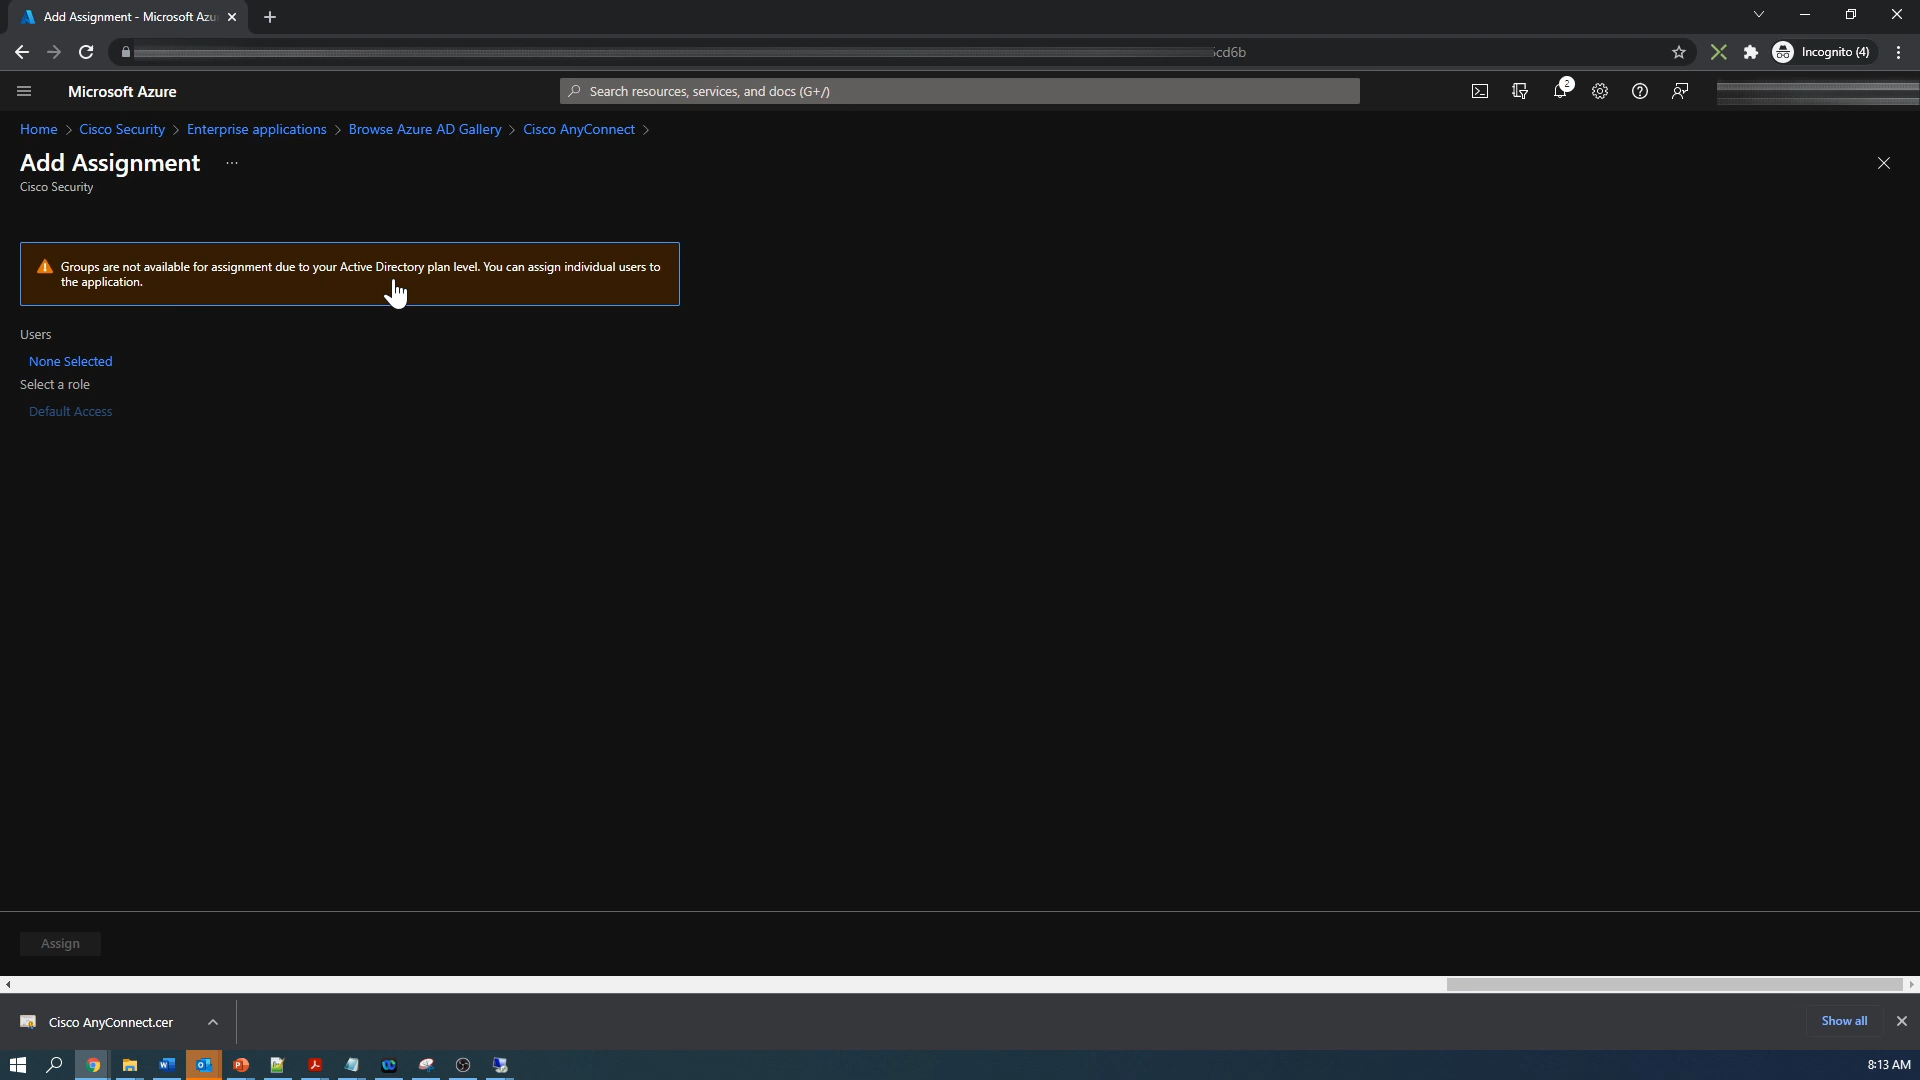 Add Assignment - Microsoft Azu
cd6b
Incognito (4)
Microsoft Azure
Search resources, services, and docs (G+/)
2
Home > Cisco Security > Enterprise applications > Browse Azure AD Gallery > Cisco AnyConnect >
Add Assignment ...
Cisco Security
Groups are not available for assignment due to your Active Directory plan level. You can assign individual users to
the application.
Users
None Selected
Select a role
Default Access
Assign
Cisco AnyConnect.cer
Show all
8:13 AM